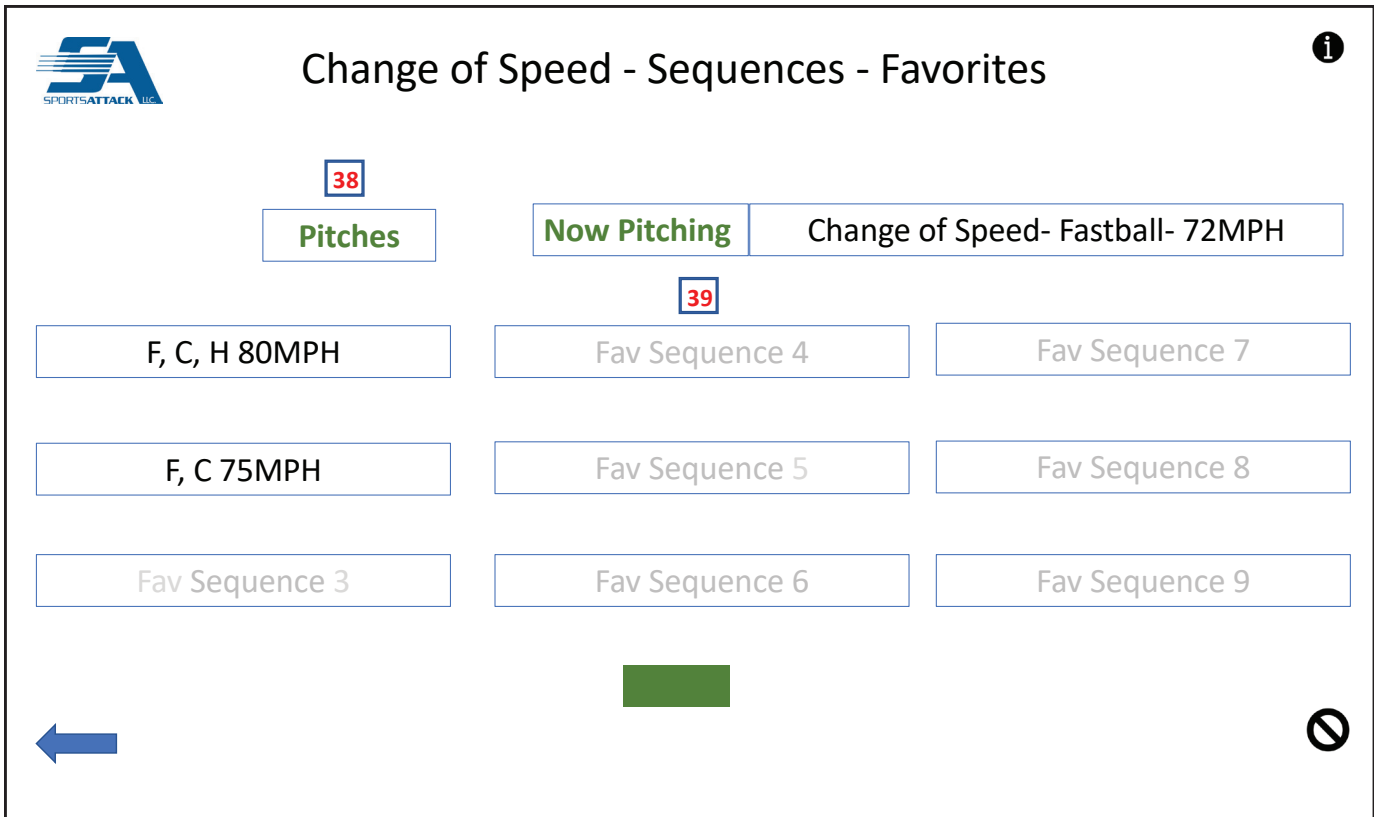 SPORTSATTACK LLC
Change of Speed - Sequences - Favorites
i
38
Pitches
Now Pitching
Change of Speed- Fastball- 72MPH
39
F, C, H 80MPH
Fav Sequence 4
Fav Sequence 7
F, C 75MPH
Fav Sequence 5
Fav Sequence 8
Fav Sequence 3
Fav Sequence 6
Fav Sequence 9